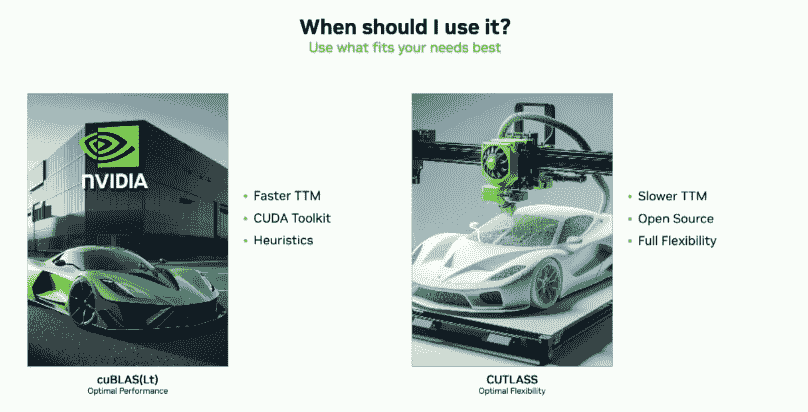 When should I use it?
Use what fits your needs best
nVIDIA
Faster TTM
CUDA Toolkit
Heuristics
cuBLAS(Lt)
Optimal Performance
Slower TTM
Open Source
Full Flexibility
CUTLASS
Optimal Flexibility